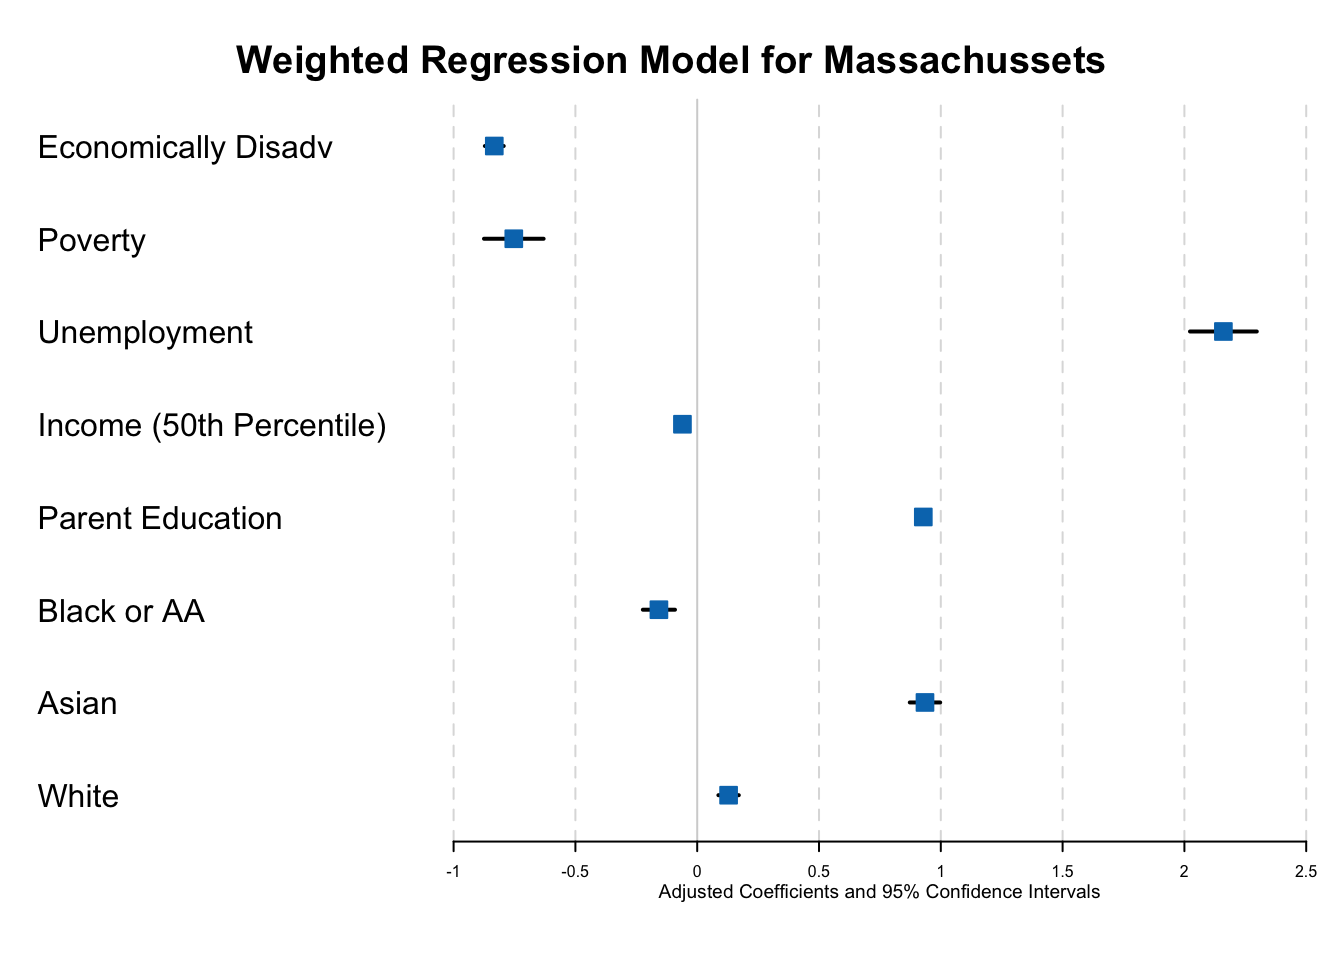 Weighted Regression Model for Massachussets
Economically Disadv
Poverty
Unemployment
Income (50th Percentile)
Parent Education
Black or AA
Asian
White
-1 -0.5 0 0.5 1 1.5 2 2.5
Adjusted Coefficients and 95% Confidence Intervals